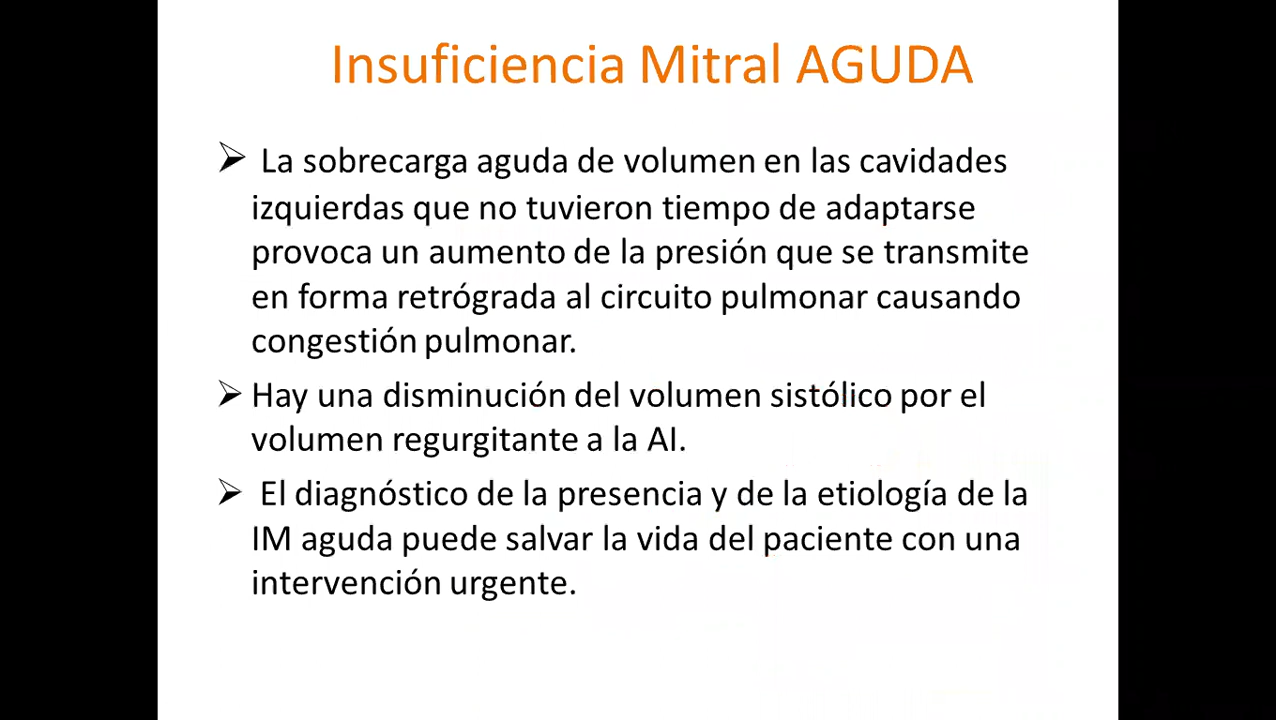 Insuficiencia Mitral AGUDA
La sobrecarga aguda de volumen en las cavidades
izquierdas que no tuvieron tiempo de adaptarse
provoca un aumento de la presión que se transmite
en forma retrógrada al circuito pulmonar causando
congestión pulmonar.
Hay una disminución del volumen sistólico por el
volumen regurgitante a la AI.
El diagnóstico de la presencia y de la etiología de la
IM aguda puede salvar la vida del paciente con una
intervención urgente.